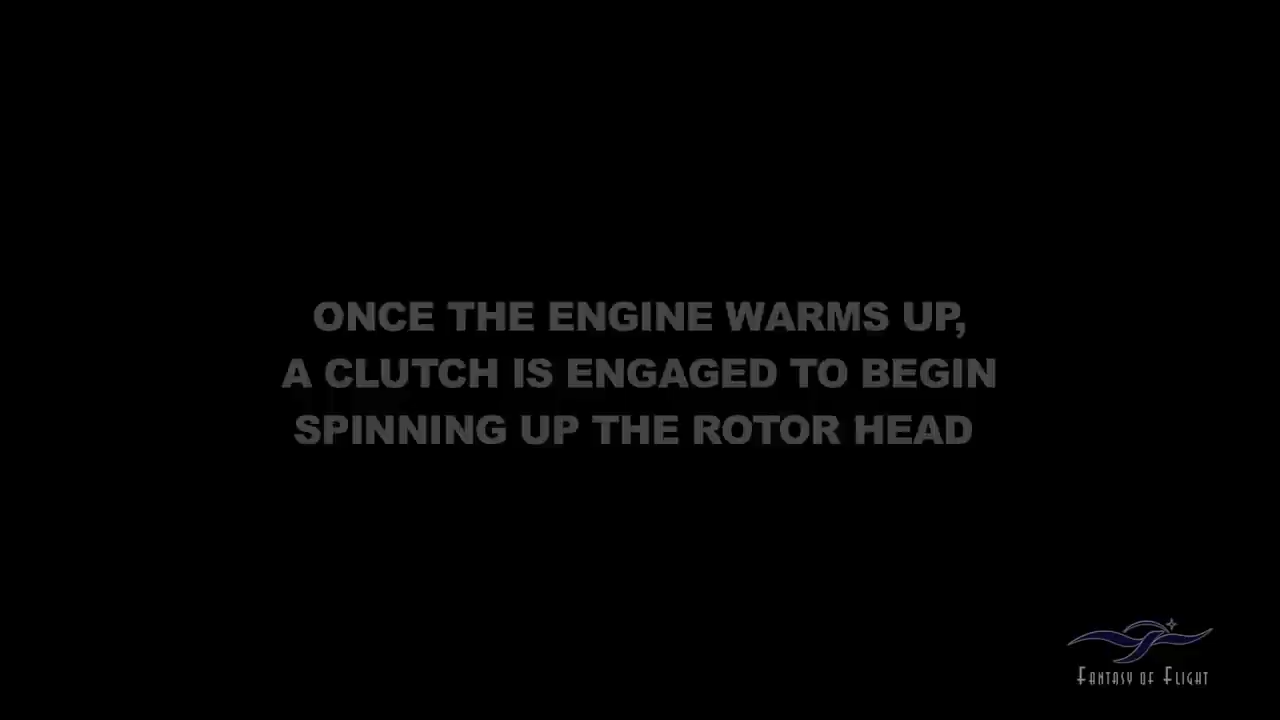 ONCE THE ENGINE WARMS UP,
A CLUTCH IS ENGAGED TO BEGIN
SPINNING UP THE ROTOR HEAD
FANTASY OF FLIGHT